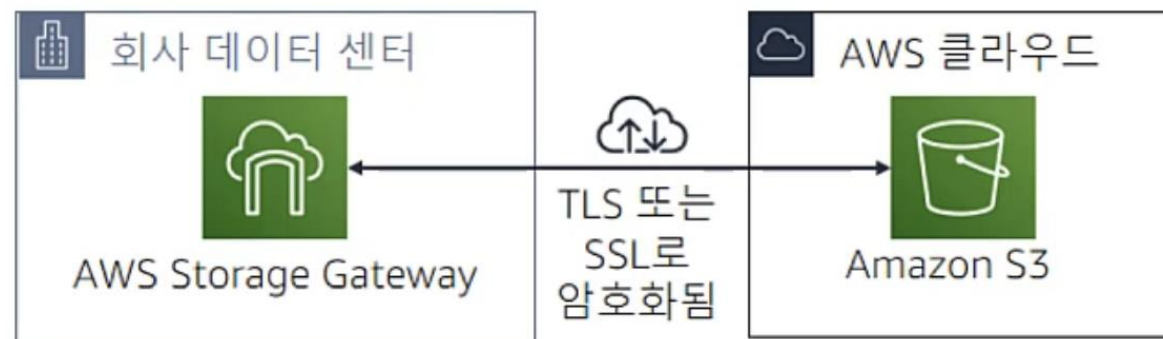 회사 데이터 센터
AWS 클라우드
TLS 또는
SSL로
암호화됨
AWS Storage Gateway
Amazon S3